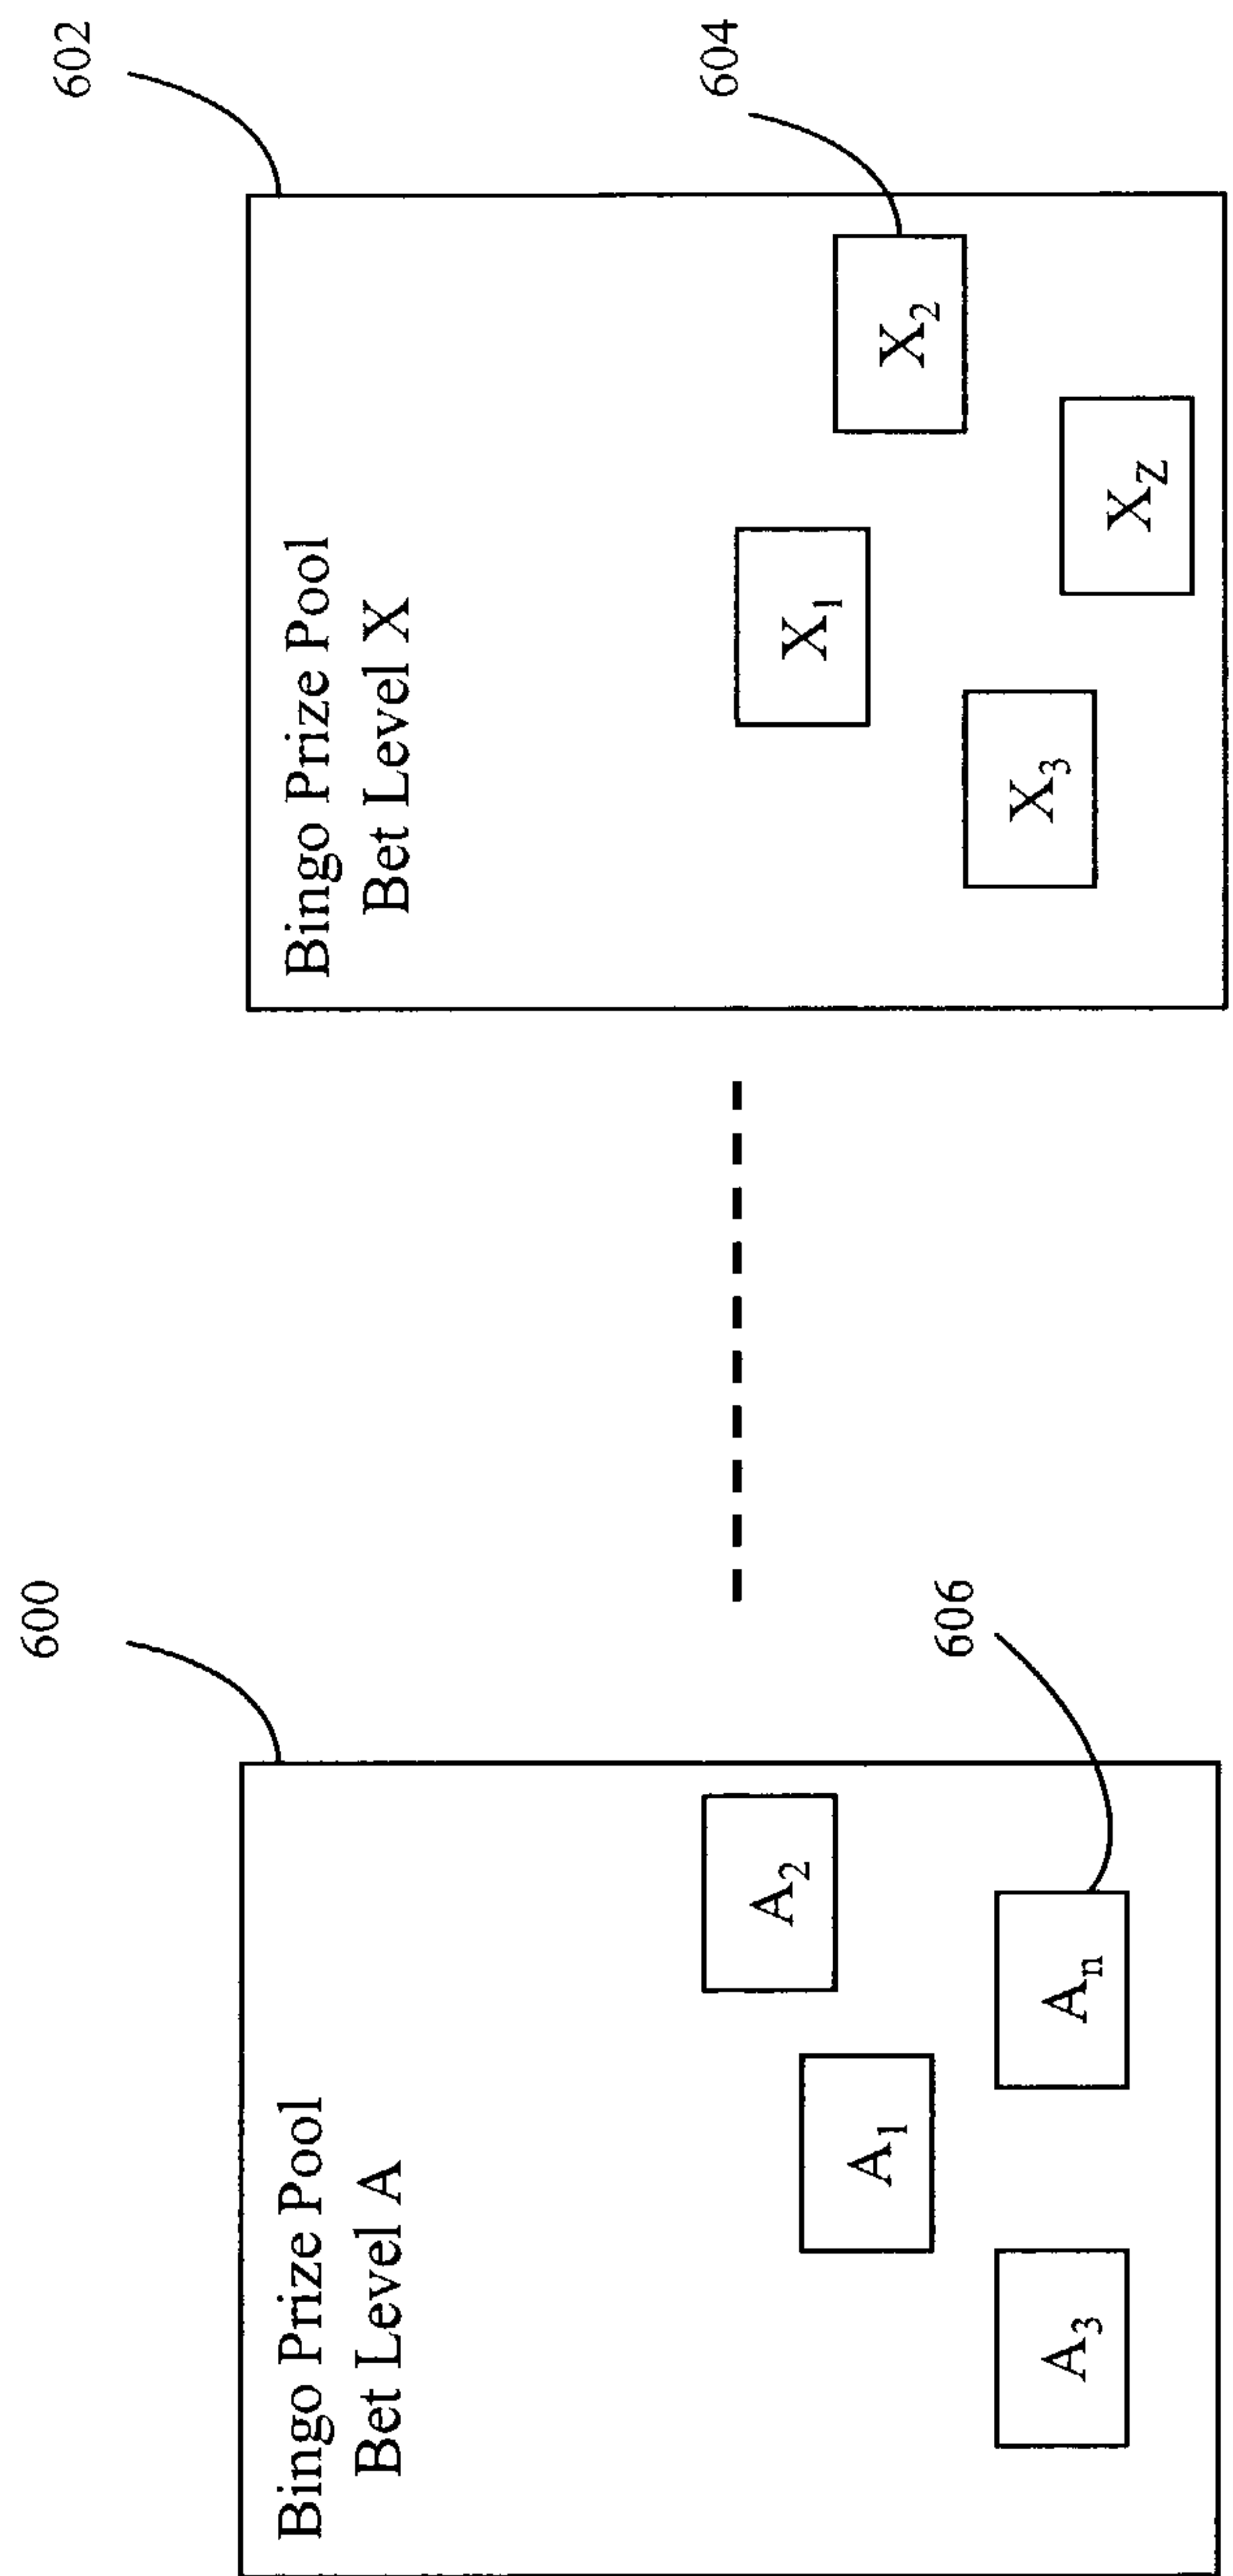 600
Bingo Prize Pool
Bet Level A
A₂
A₁
Aₙ
A₃
606
602
Bingo Prize Pool
Bet Level X
X₁
X₂
X₃
X_Z
604